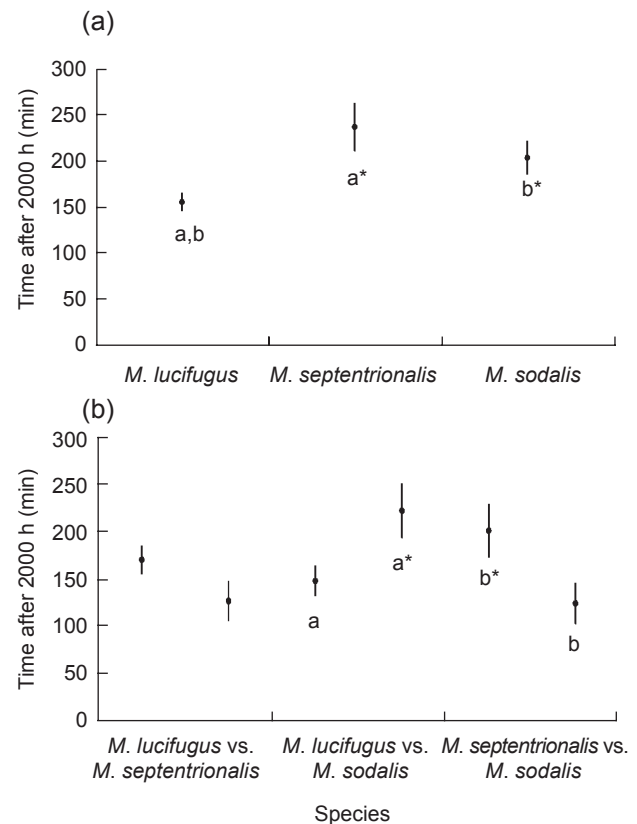 (a)
300
250
200
150
100
50
0
Time after 2000 h (min)
a,b
a*
b*
M. lucifugus
M. septentrionalis
M. sodalis
(b)
300
250
200
150
100
50
0
Time after 2000 h (min)
a
a*
b*
b
M. lucifugus vs.
M. septentrionalis
M. lucifugus vs.
M. sodalis
M. septentrionalis vs.
M. sodalis
Species